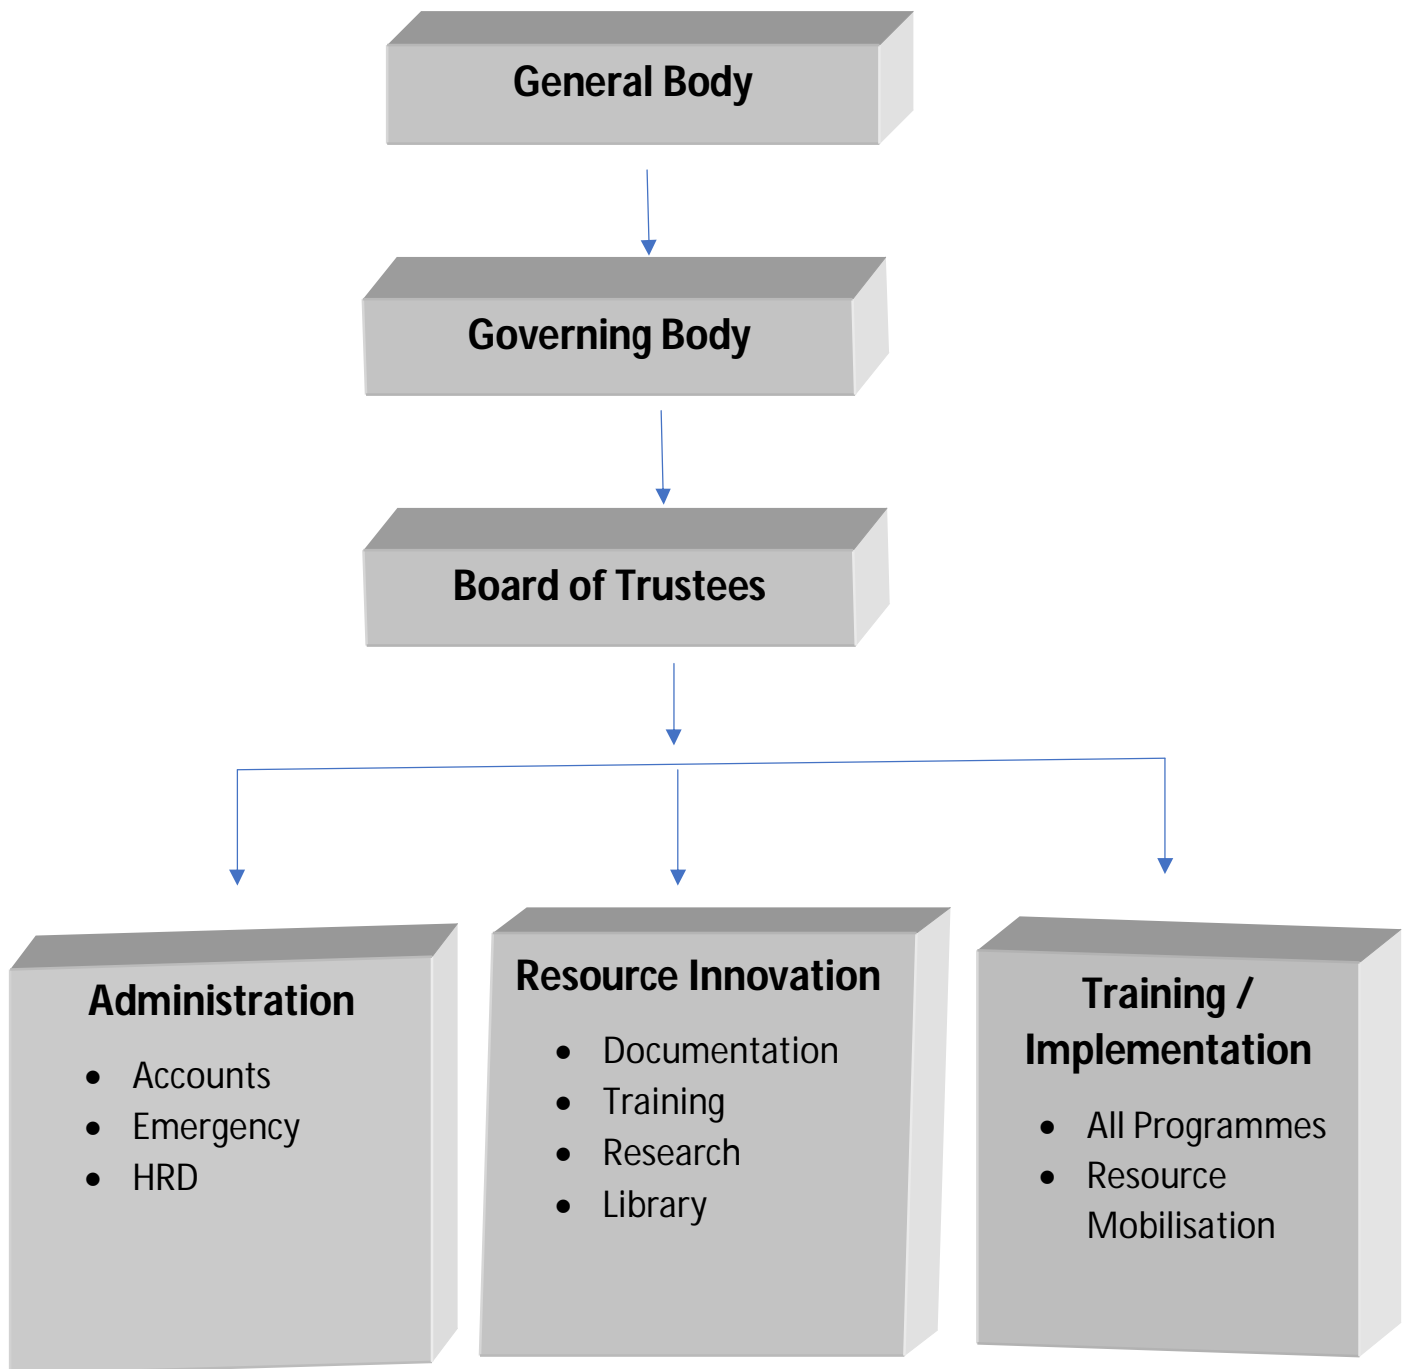 General Body
Governing Body
Board of Trustees
Administration
• Accounts
• Emergency
• HRD
Resource Innovation
• Documentation
• Training
• Research
• Library
Training /
Implementation
• All Programmes
• Resource
Mobilisation